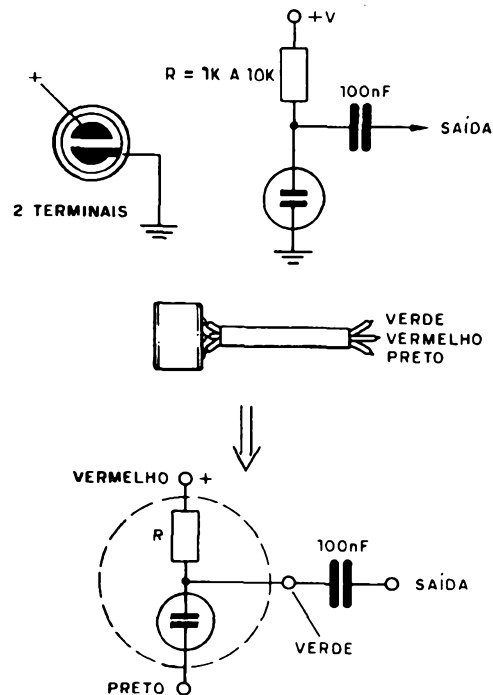 +V
R = 1K A 10K
100nF
SAÍDA
+
2 TERMINAIS
VERDE
VERMELHO
PRETO
VERMELHO +
R
100nF
SAÍDA
VERDE
PRETO